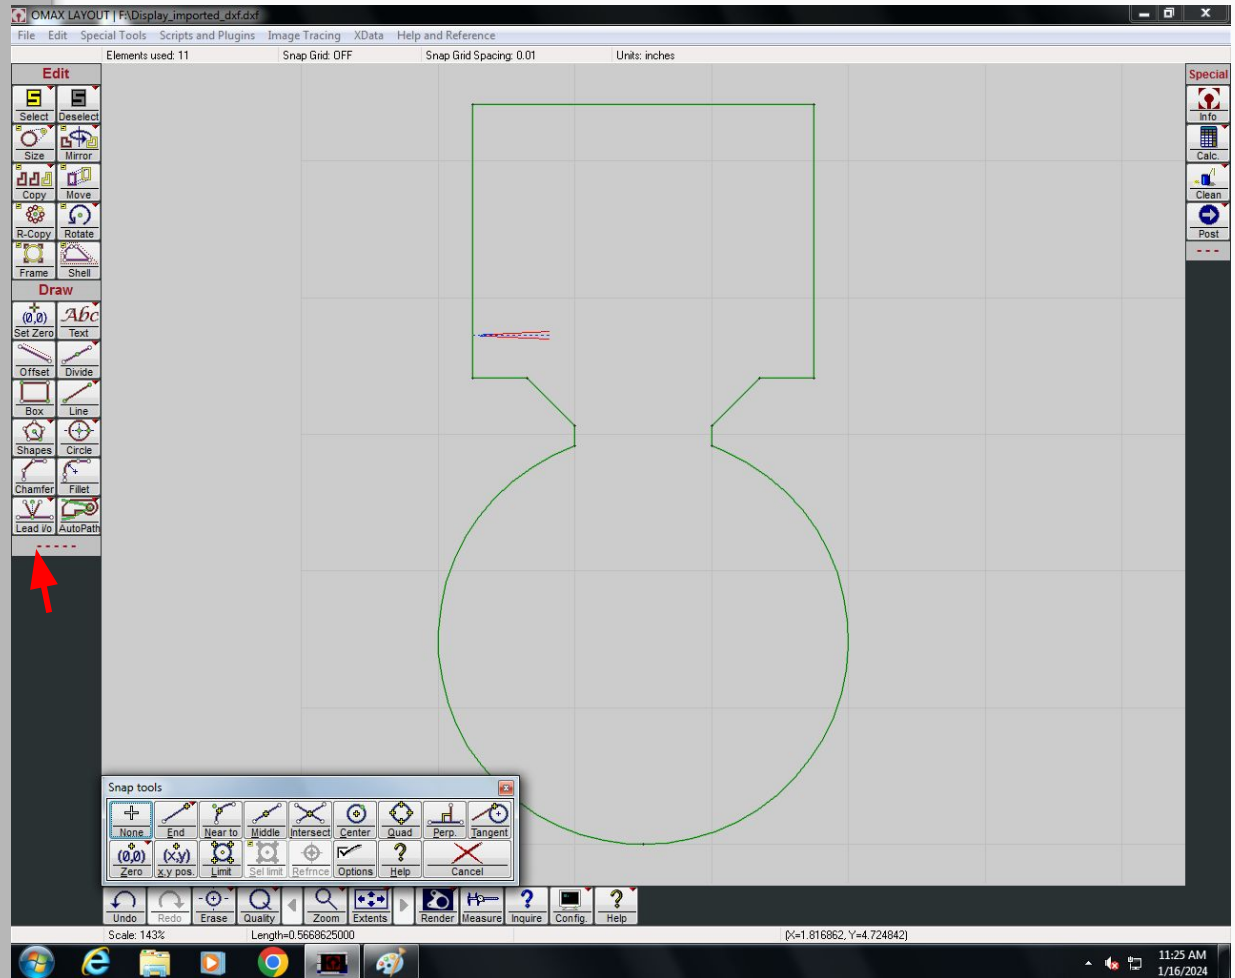 OMAX LAYOUT | F:\Display_imported_dxf.dxf
File Edit Special Tools Scripts and Plugins Image Tracing XData Help and Reference
Elements used: 11 Snap Grid: OFF Snap Grid Spacing: 0.01 Units: inches
Edit
Select Deselect
Size Mirror
Copy Move
R-Copy Rotate
Frame Shell
Draw
(0,0) Abc
Set Zero Text
Offset Divide
Box Line
Shapes Circle
Chamfer Fillet
Lead i/o AutoPath
Special
Info
Calc.
Clean
Post
Snap tools
None End Near to Middle Intersect Center Quad Perp. Tangent
(0,0) (x,y)
Zero x,y pos. Limit Sel limit Refrnce Options Help Cancel
Undo Redo Erase Quality Zoom Extents Render Measure Inquire Config. Help
Scale: 143% Length=0.5668625000 (X=1.816862, Y=4.724842)
11:25 AM
1/16/2024